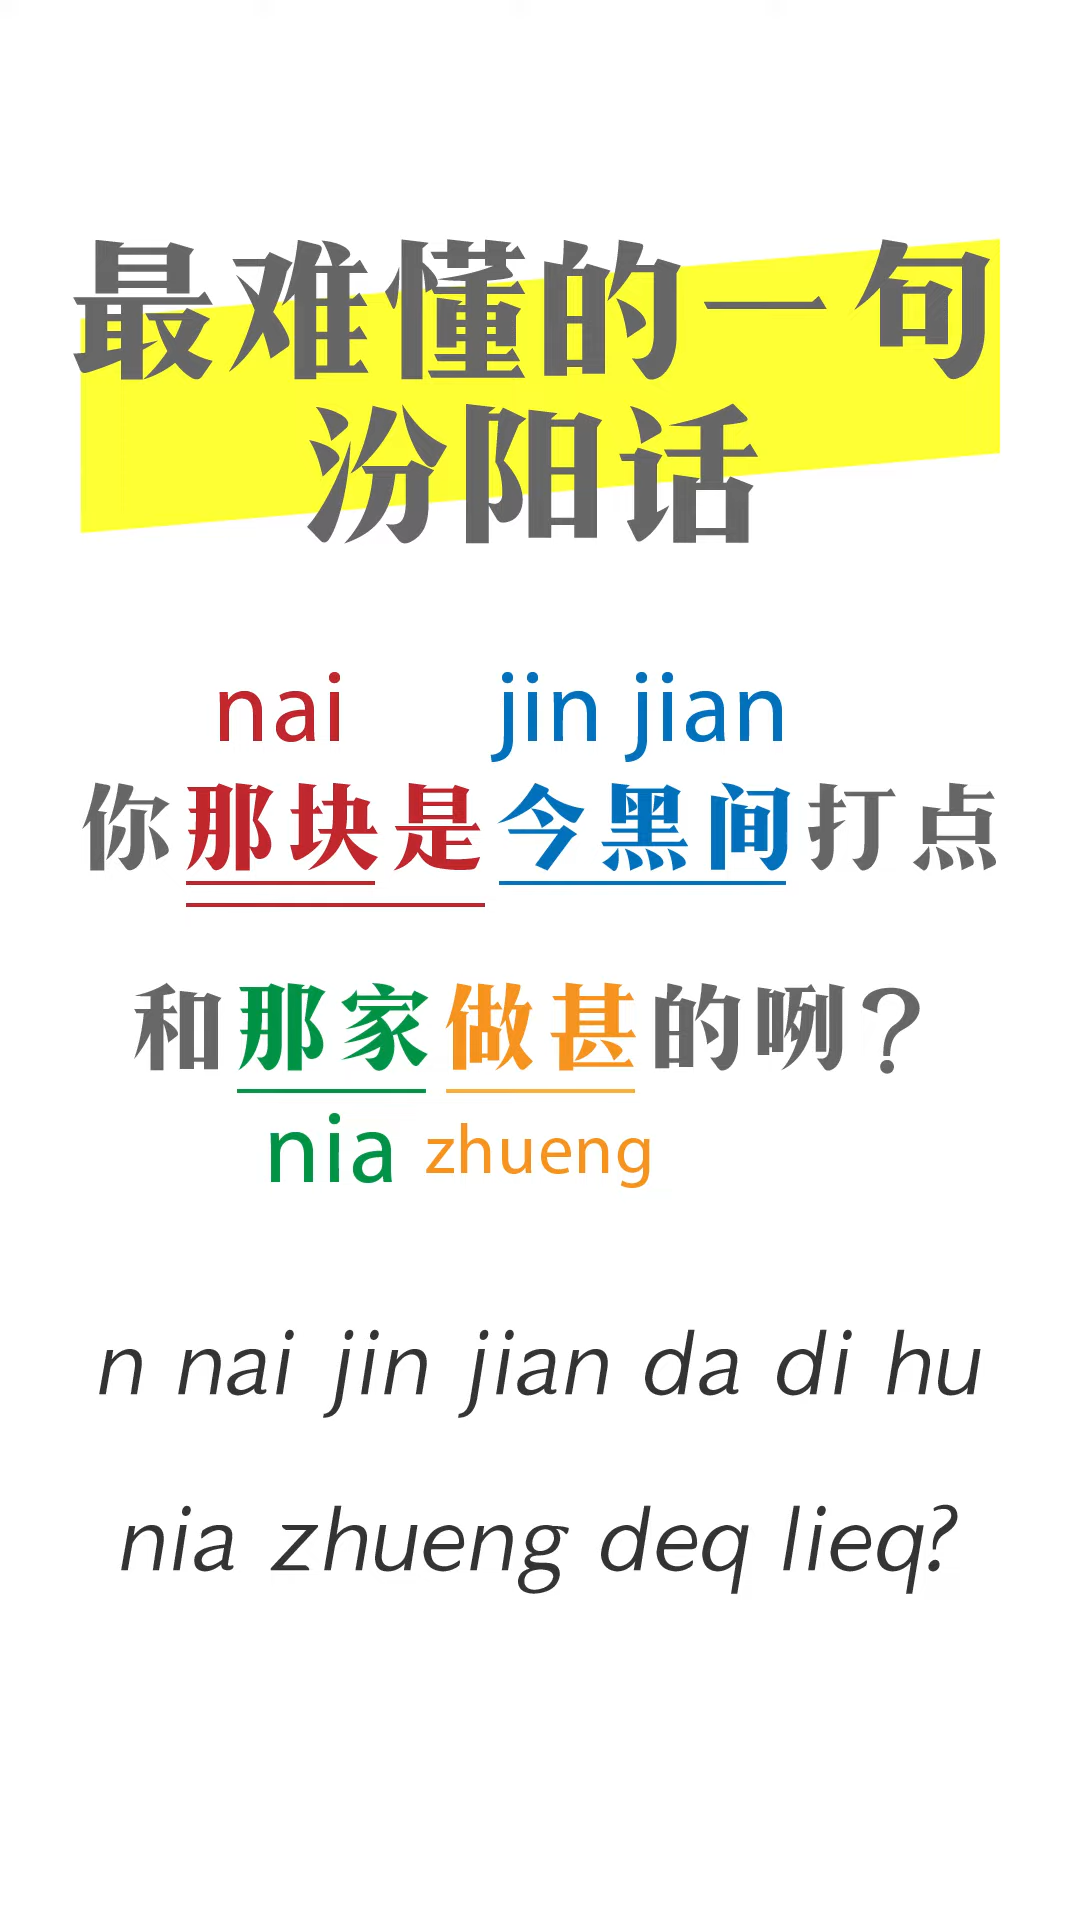 最难懂的一句
汾阳话
nai jin jian
你那块是今黑间打点
和那家做甚的咧？
nia zhueng
n nai jin jian da di hu
nia zhueng deq lieq?